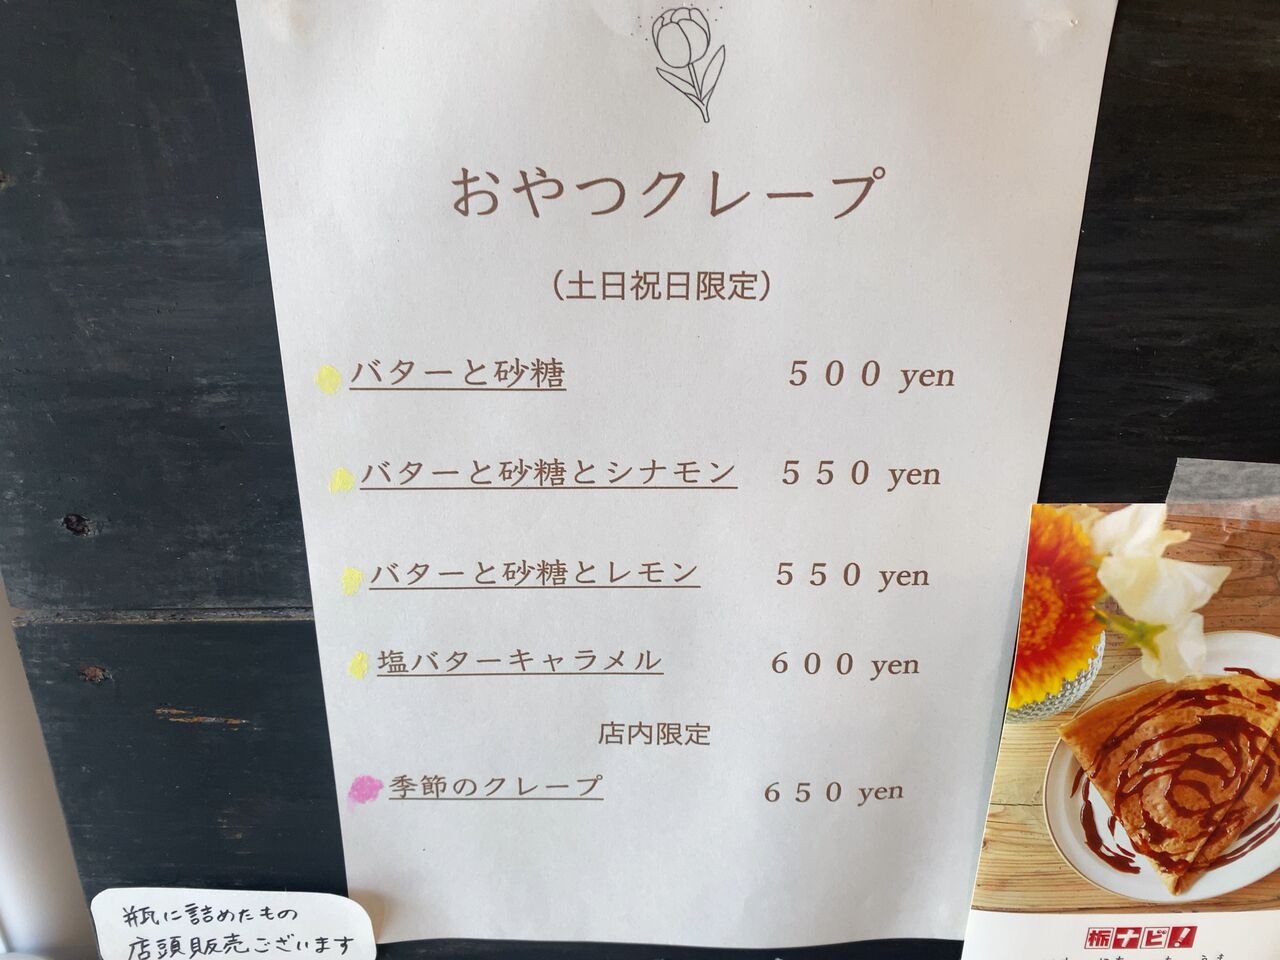 おやつクレープ
（土日祝日限定）
バターと砂糖 ５００ yen
バターと砂糖とシナモン ５５０ yen
バターと砂糖とレモン ５５０ yen
塩バターキャラメル ６００ yen
店内限定
季節のクレープ ６５０ yen
瓶に詰めたもの
店頭販売ございます
栃ナビ!